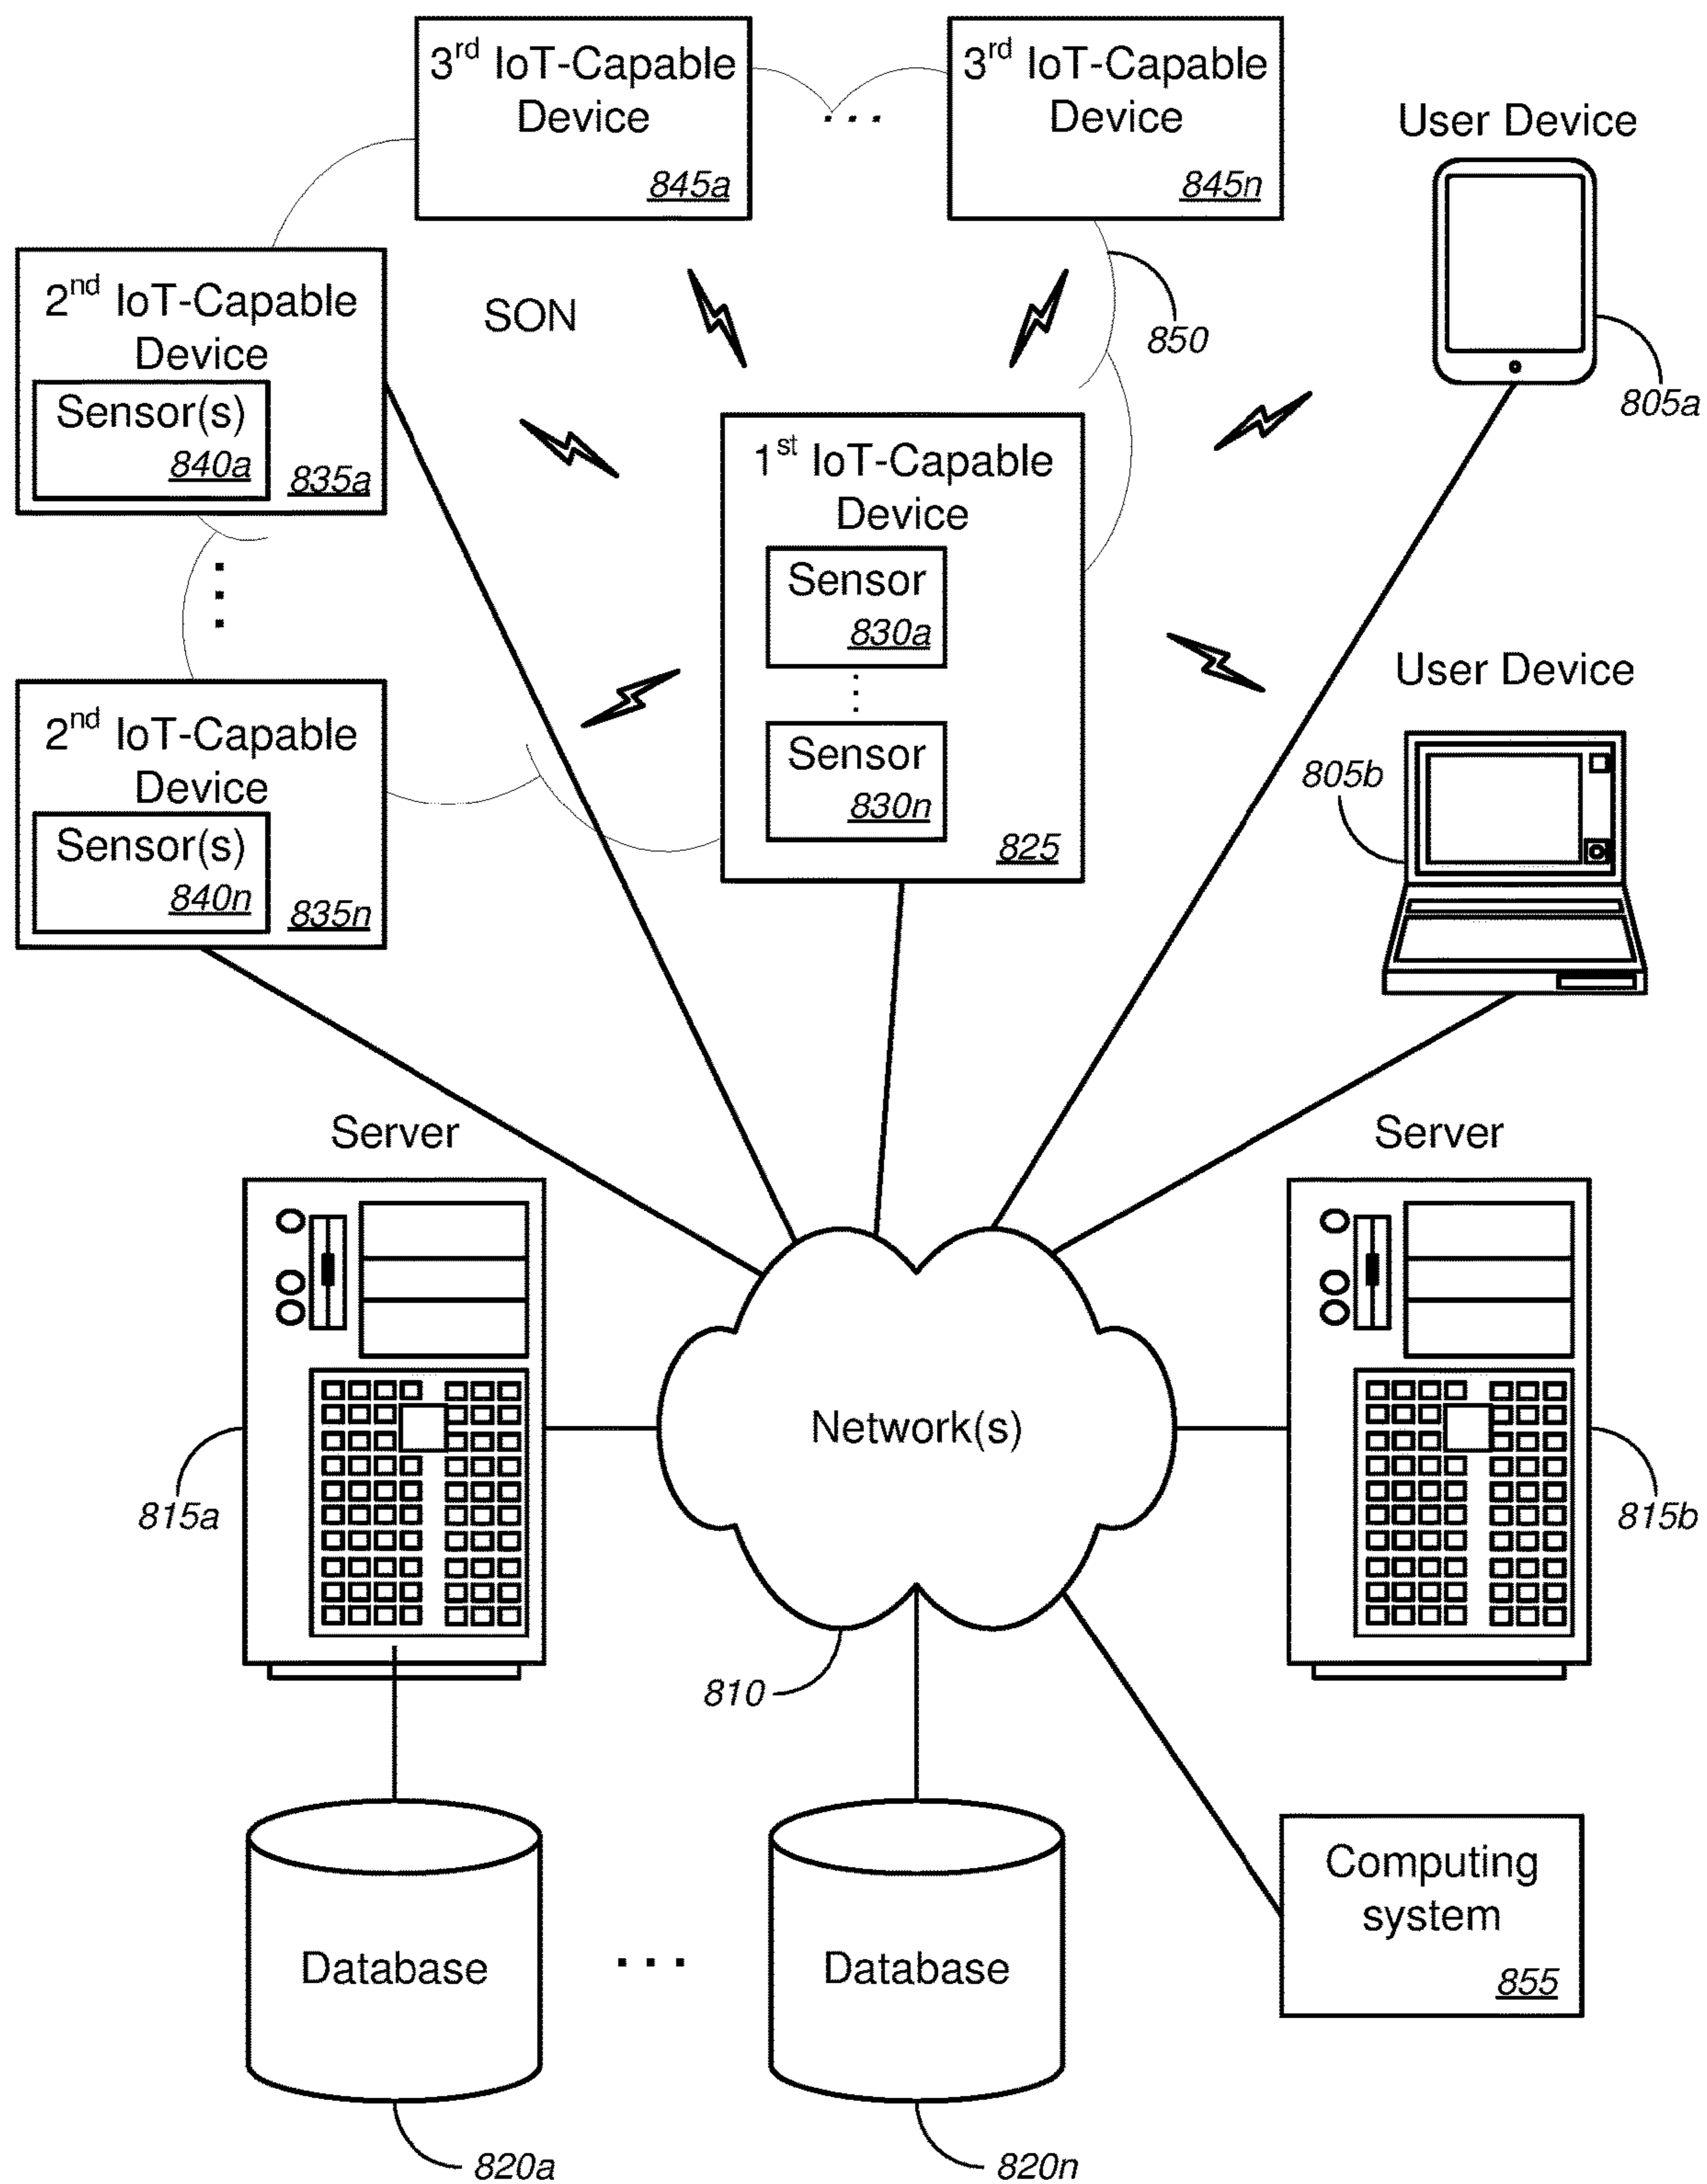 3rd IoT-Capable
Device
845a
...
3rd IoT-Capable
Device
845n
User Device
805a
850
SON
2nd IoT-Capable
Device
Sensor(s)
840a
835a
1st IoT-Capable
Device
Sensor
830a
Sensor
830n
825
User Device
805b
2nd IoT-Capable
Device
Sensor(s)
840n
835n
Server
815a
Server
815b
Network(s)
810
Database
820a
...
Database
820n
Computing
system
855